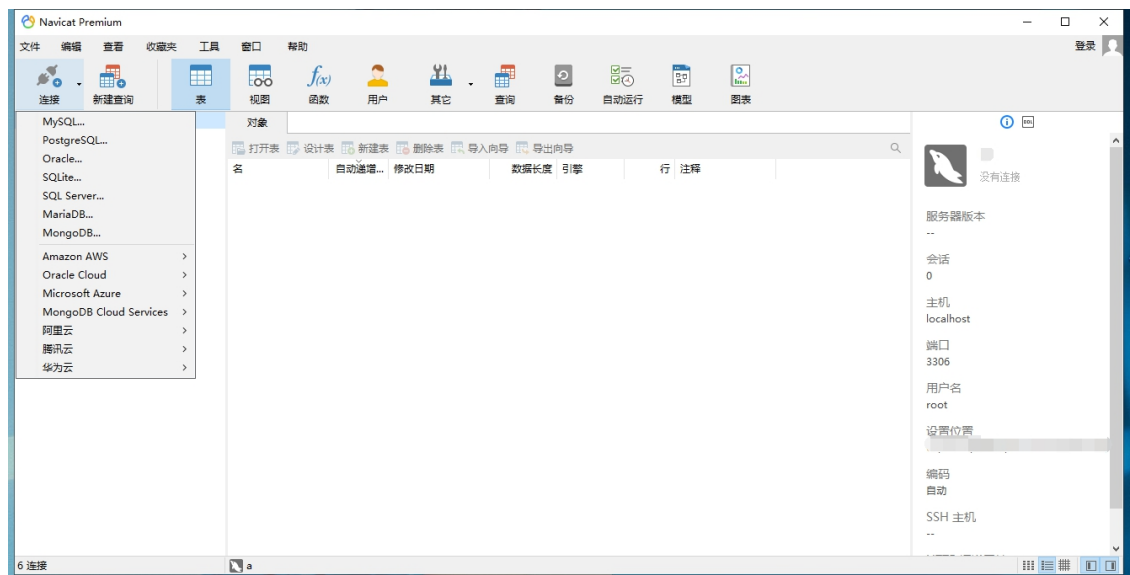 Navicat Premium
文件 编辑 查看 收藏夹 工具 窗口 帮助 登录
连接 新建查询 表 视图 函数 用户 其它 查询 备份 自动运行 模型 图表
f(x)
MySQL...
PostgreSQL...
Oracle...
SQLite...
SQL Server...
MariaDB...
MongoDB...
Amazon AWS
Oracle Cloud
Microsoft Azure
MongoDB Cloud Services
阿里云
腾讯云
华为云
对象
打开表 设计表 新建表 删除表 导入向导 导出向导
名 自动递增... 修改日期 数据长度 引擎 行 注释
没有连接
服务器版本
--
会话
0
主机
localhost
端口
3306
用户名
root
设置位置
编码
自动
SSH 主机
--
6 连接 a